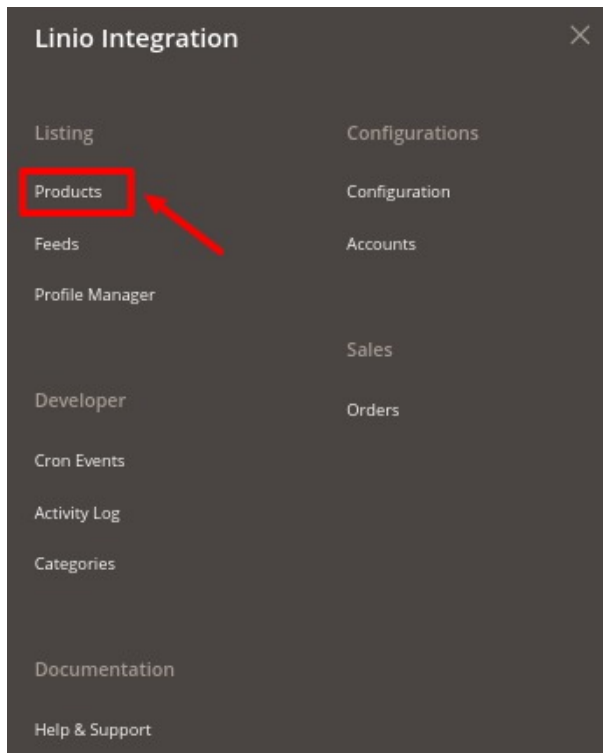 Linio Integration
Listing
Products
Feeds
Profile Manager
Developer
Cron Events
Activity Log
Categories
Documentation
Help & Support
Configurations
Configuration
Accounts
Sales
Orders